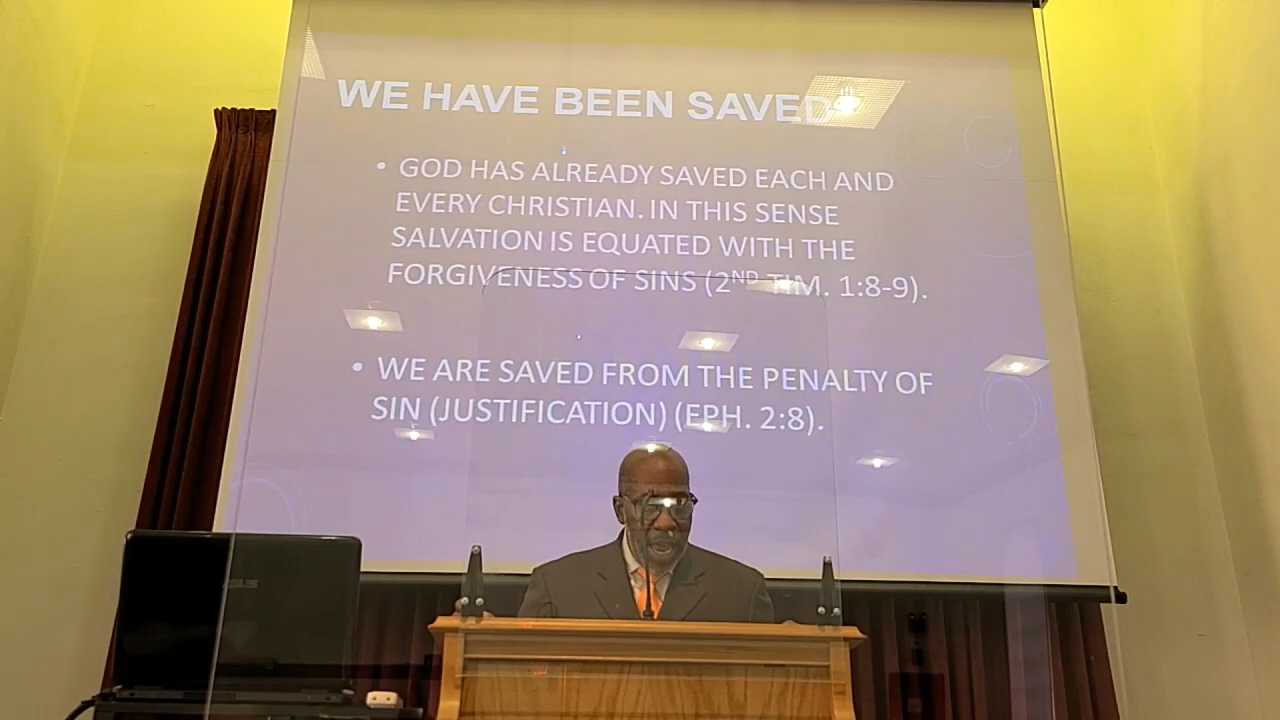 WE HAVE BEEN SAVED
• GOD HAS ALREADY SAVED EACH AND
EVERY CHRISTIAN. IN THIS SENSE
SALVATION IS EQUATED WITH THE
FORGIVENESS OF SINS (2ND TIM. 1:8-9).
• WE ARE SAVED FROM THE PENALTY OF
SIN (JUSTIFICATION) (EPH. 2:8).
ASUS